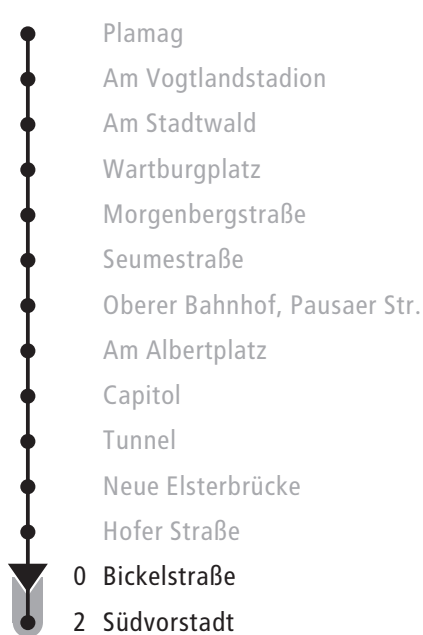 Plamag
Am Vogtlandstadion
Am Stadtwald
Wartburgplatz
Morgenbergstraße
Seumestraße
Oberer Bahnhof, Pausaer Str.
Am Albertplatz
Capitol
Tunnel
Neue Elsterbrücke
Hofer Straße
0 Bickelstraße
2 Südvorstadt